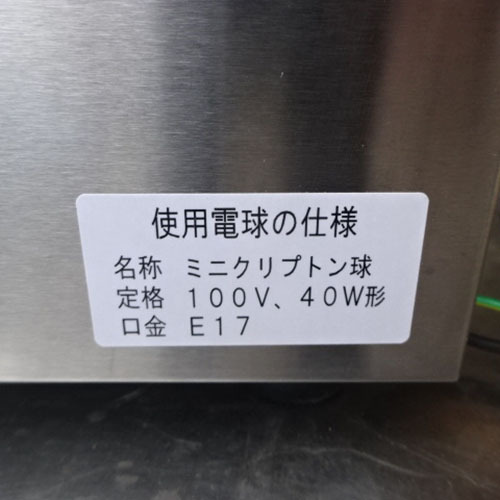 使用電球の仕様
名称　ミニクリプトン球
定格　１００Ｖ、４０Ｗ形
口金　Ｅ１７